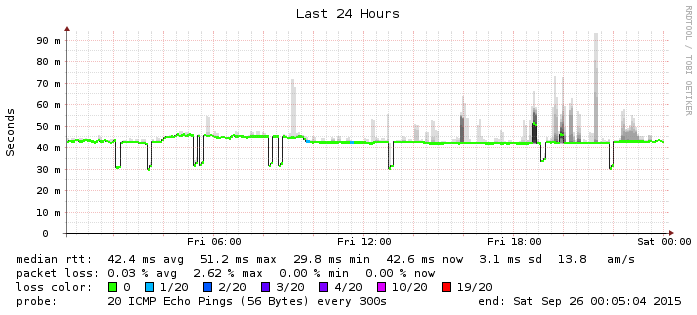 Last 24 Hours
RRDTOOL / TOBI OETIKER
Seconds
90 m
80 m
70 m
60 m
50 m
40 m
30 m
20 m
10 m
0
Fri 06:00 Fri 12:00 Fri 18:00 Sat 00:00
median rtt: 42.4 ms avg 51.2 ms max 29.8 ms min 42.6 ms now 3.1 ms sd 13.8 am/s
packet loss: 0.03 % avg 2.62 % max 0.00 % min 0.00 % now
loss color: 0 1/20 2/20 3/20 4/20 10/20 19/20
probe: 20 ICMP Echo Pings (56 Bytes) every 300s end: Sat Sep 26 00:05:04 2015